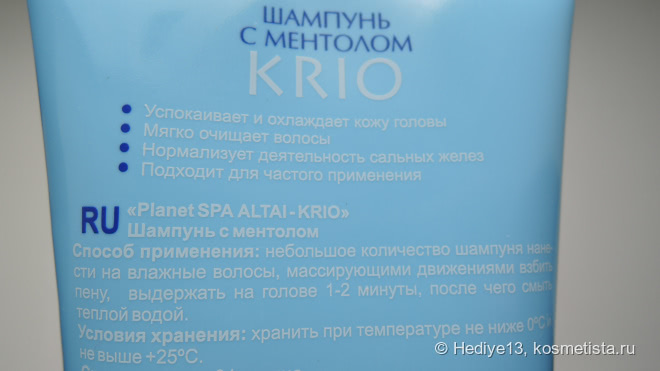 ШАМПУНЬ
С МЕНТОЛОМ
KRIO
• Успокаивает и охлаждает кожу головы
• Мягко очищает волосы
• Нормализует деятельность сальных желез
• Подходит для частого применения
RU «Planet SPA ALTAI - KRIO»
Шампунь с ментолом
Способ применения: небольшое количество шампуня нане-
сти на влажные волосы, массирующими движениями взбить
пену, выдержать на голове 1-2 минуты, после чего смыть
теплой водой.
Условия хранения: хранить при температуре не ниже 0°С и
не выше +25°С.
© Hediye13, kosmetista.ru